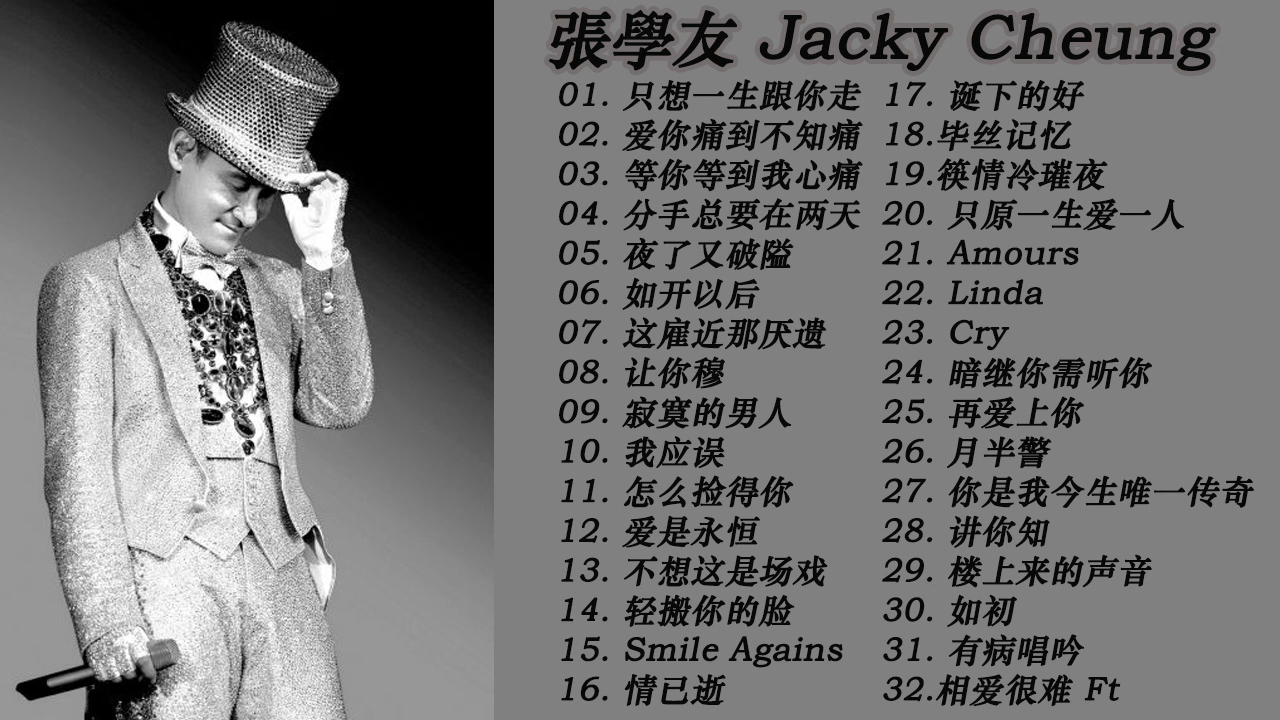 張學友 Jacky Cheung
01. 只想一生跟你走
02. 爱你痛到不知痛
03. 等你等到我心痛
04. 分手总要在两天
05. 夜了又破隘
06. 如开以后
07. 这雇近那厌遗
08. 让你穆
09. 寂寞的男人
10. 我应误
11. 怎么捡得你
12. 爱是永恒
13. 不想这是场戏
14. 轻搬你的脸
15. Smile Agains
16. 情已逝
17. 诞下的好
18.毕丝记忆
19.筷情冷璀夜
20. 只原一生爱一人
21. Amours
22. Linda
23. Cry
24. 暗继你需听你
25. 再爱上你
26. 月半警
27. 你是我今生唯一传奇
28. 讲你知
29. 楼上来的声音
30. 如初
31. 有病唱吟
32.相爱很难 Ft